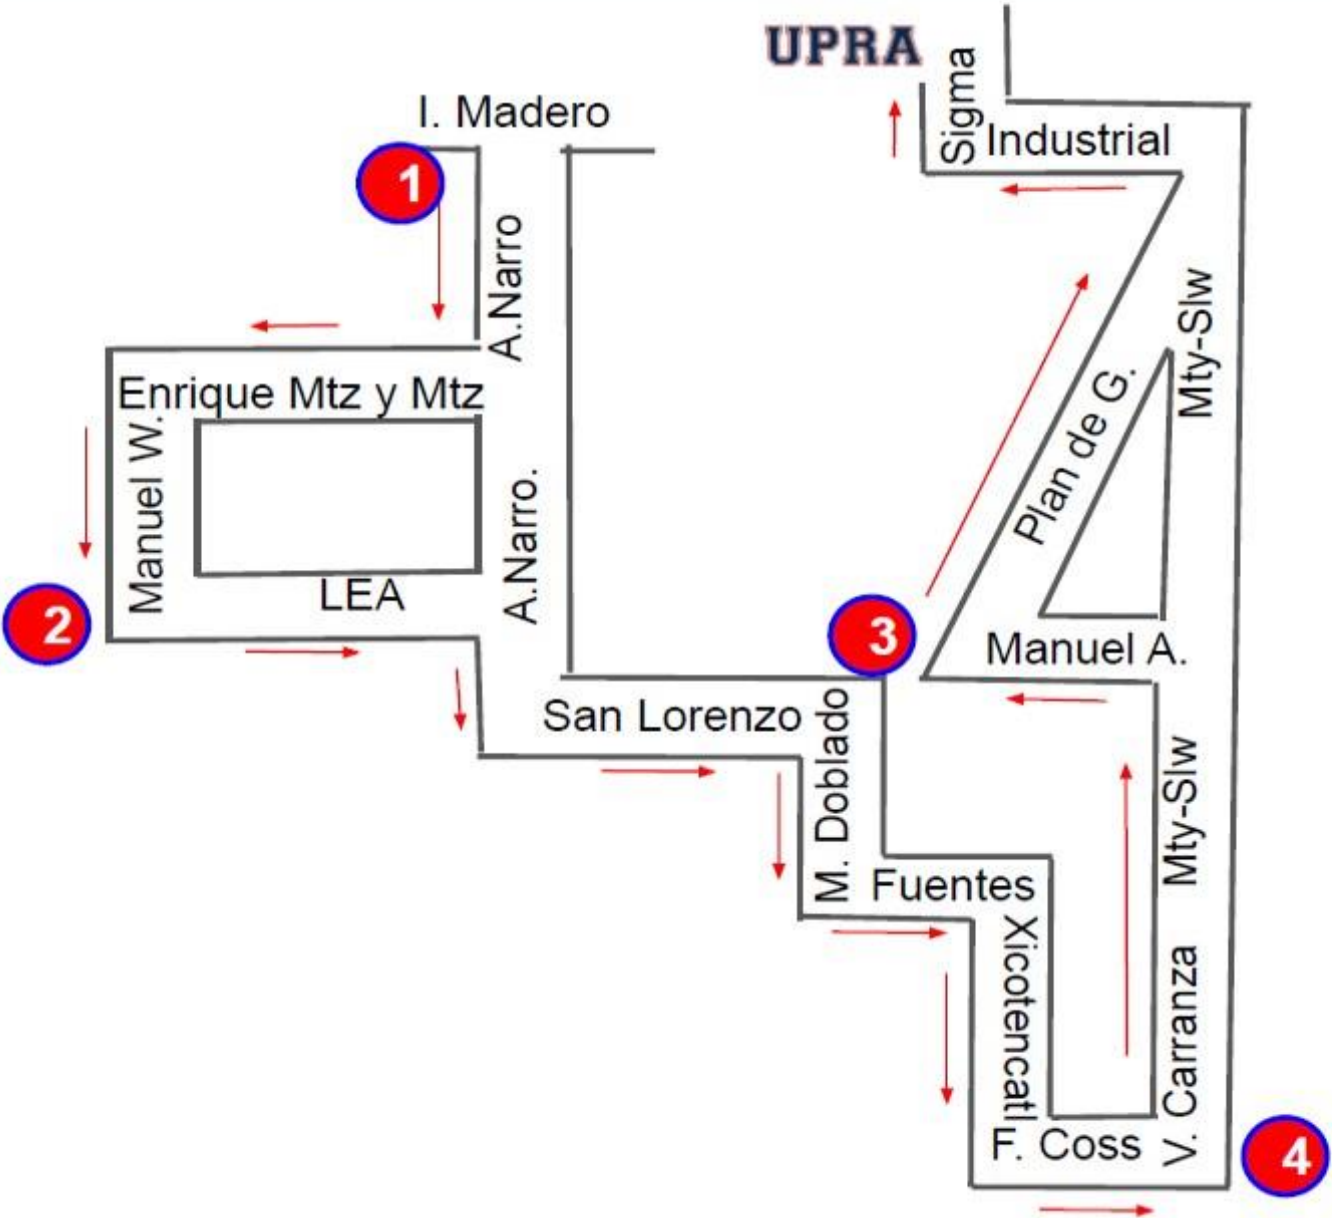 UPRA
Sigma
I. Madero
Industrial
1
A.Narro
Mty-Slw
Enrique Mtz y Mtz
Plan de G.
Manuel W.
A.Narro.
LEA
2
3
Manuel A.
San Lorenzo
M. Doblado
Mty-Slw
Fuentes
Xicotencatl
V. Carranza
F. Coss
4